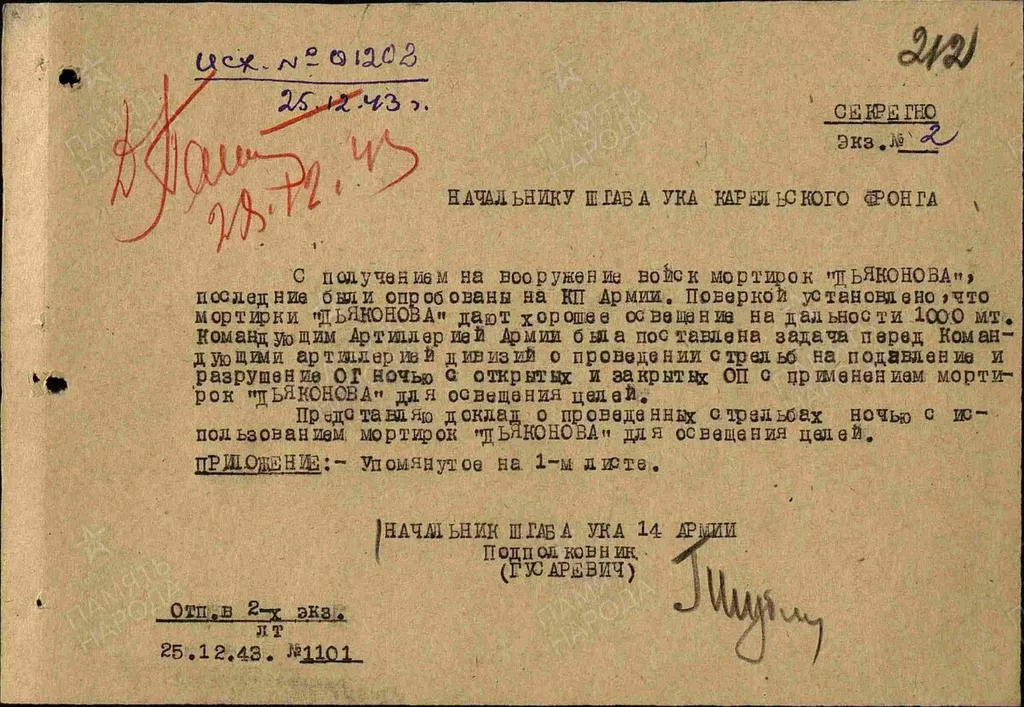 212
Исх. № 01202
25.12.43 г.
СЕКРЕТНО
Экз. № 2
28.12.43
НАЧАЛЬНИКУ ШТАБА УКА КАРЕЛЬСКОГО ФРОНТА
С получением на вооружение войск мортирок "ДЬЯКОНОВА",
последние были опробованы на КП Армии. Поверкой установлено, что
мортирки "ДЬЯКОНОВА" дают хорошее освещение на дальности 1000 мт.
Командующим Артиллерией Армии была поставлена задача перед Коман-
дующими артиллерией дивизий о проведении стрельб на подавление и
разрушение ОТ ночью с открытых и закрытых ОП с применением морти-
рок "ДЬЯКОНОВА" для освещения целей.
Представляю доклад о проведенных стрельбах ночью с ис-
пользованием мортирок "ДЬЯКОНОВА" для освещения целей.
ПРИЛОЖЕНИЕ:- Упомянутое на 1-м листе.
НАЧАЛЬНИК ШТАБА УКА 14 АРМИИ
Подполковник
(ГУСАРЕВИЧ)
Отп. в 2-х экз.
лт
25.12.43. №1101
ПАМЯТЬ НАРОДА